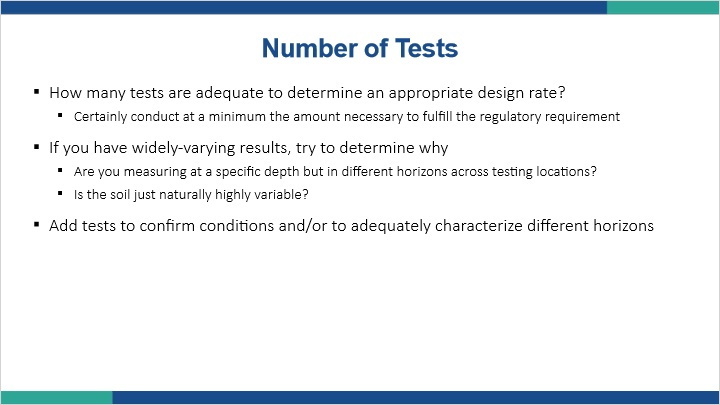 Number of Tests
▪ How many tests are adequate to determine an appropriate design rate?
▪ Certainly conduct at a minimum the amount necessary to fulfill the regulatory requirement
▪ If you have widely-varying results, try to determine why
▪ Are you measuring at a specific depth but in different horizons across testing locations?
▪ Is the soil just naturally highly variable?
▪ Add tests to confirm conditions and/or to adequately characterize different horizons